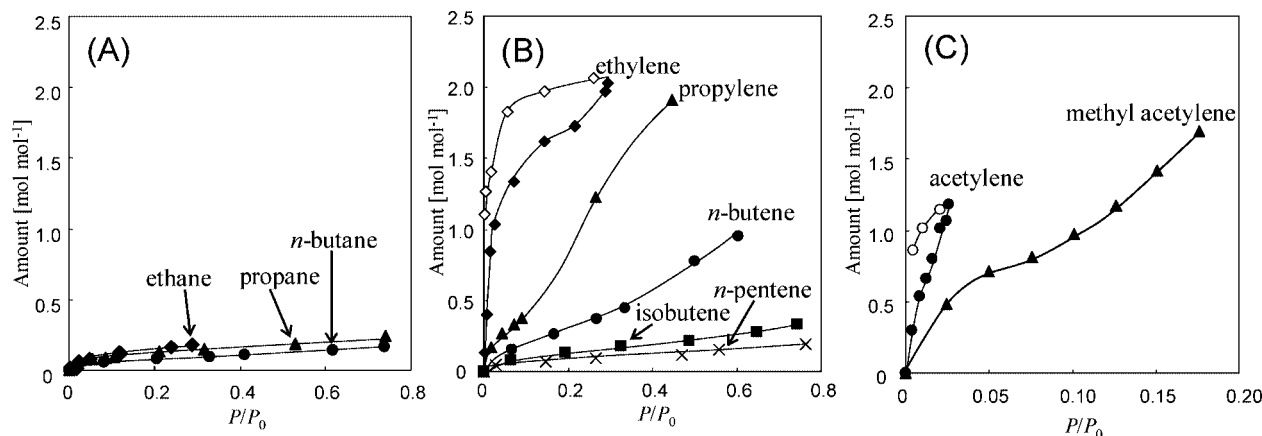 (A)
Amount [mol mol-1]
2.5
2.0
1.5
1.0
0.5
0
n-butane
ethane
propane
0
0.2
0.4
0.6
0.8
P/P0
(B)
Amount [mol mol-1]
2.5
2.0
1.5
1.0
0.5
0
ethylene
propylene
n-butene
n-pentene
isobutene
0
0.2
0.4
0.6
0.8
P/P0
(C)
Amount [mol mol-1]
2.5
2.0
1.5
1.0
0.5
0
methyl acetylene
acetylene
0
0.05
0.10
0.15
0.20
P/P0